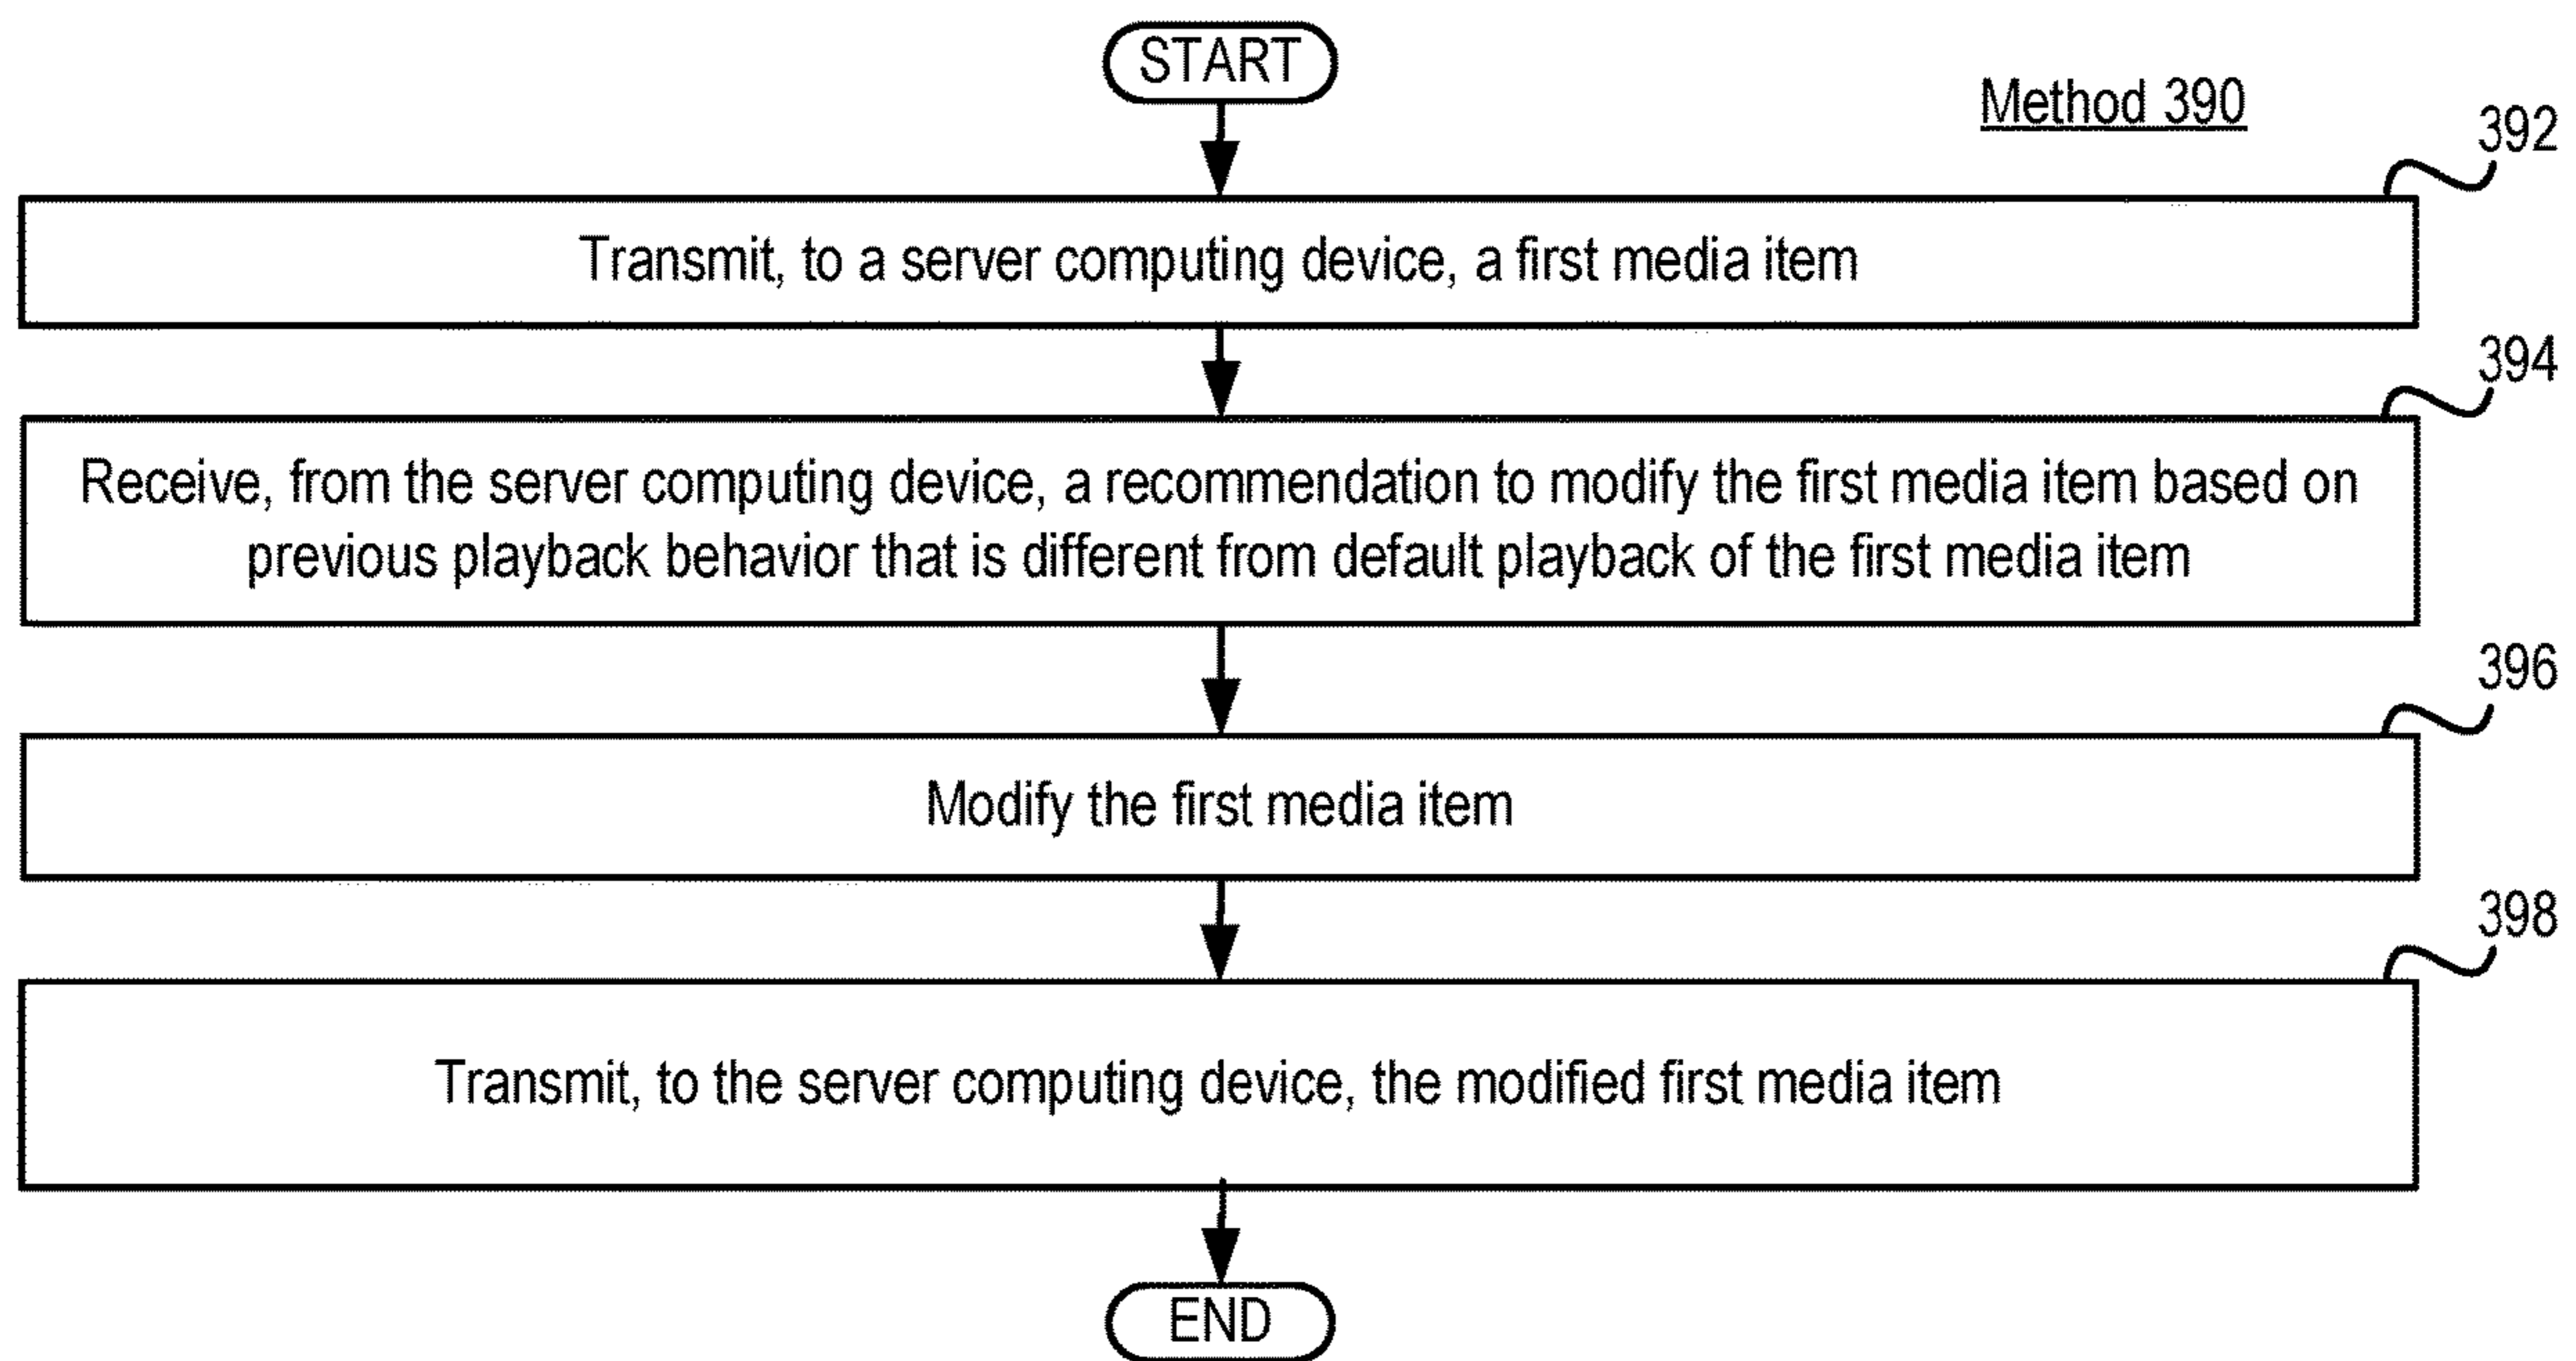 START
Method 390
392
Transmit, to a server computing device, a first media item
394
Receive, from the server computing device, a recommendation to modify the first media item based on
previous playback behavior that is different from default playback of the first media item
396
Modify the first media item
398
Transmit, to the server computing device, the modified first media item
END